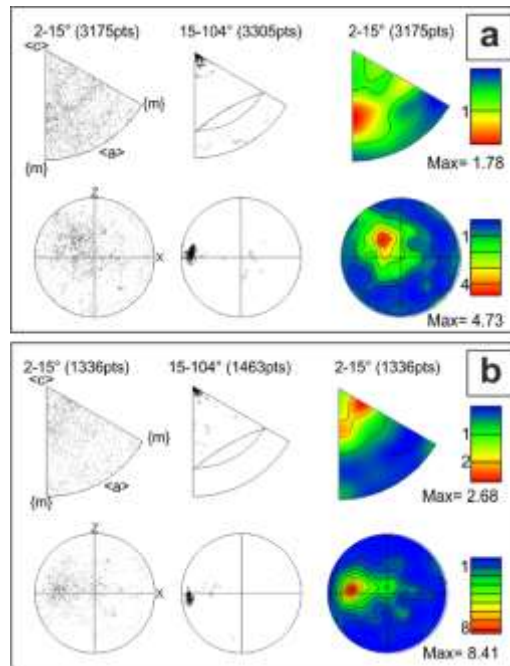 2-15° (3175pts) 15-104° (3305pts) 2-15° (3175pts) a
<c>
{m}
<a>
{m}
1
Max= 1.78
Z
X
1
4
Max= 4.73
2-15° (1336pts) 15-104° (1463pts) 2-15° (1336pts) b
<c>
{m}
<a>
{m}
1
2
Max= 2.68
Z
X
1
8
Max= 8.41